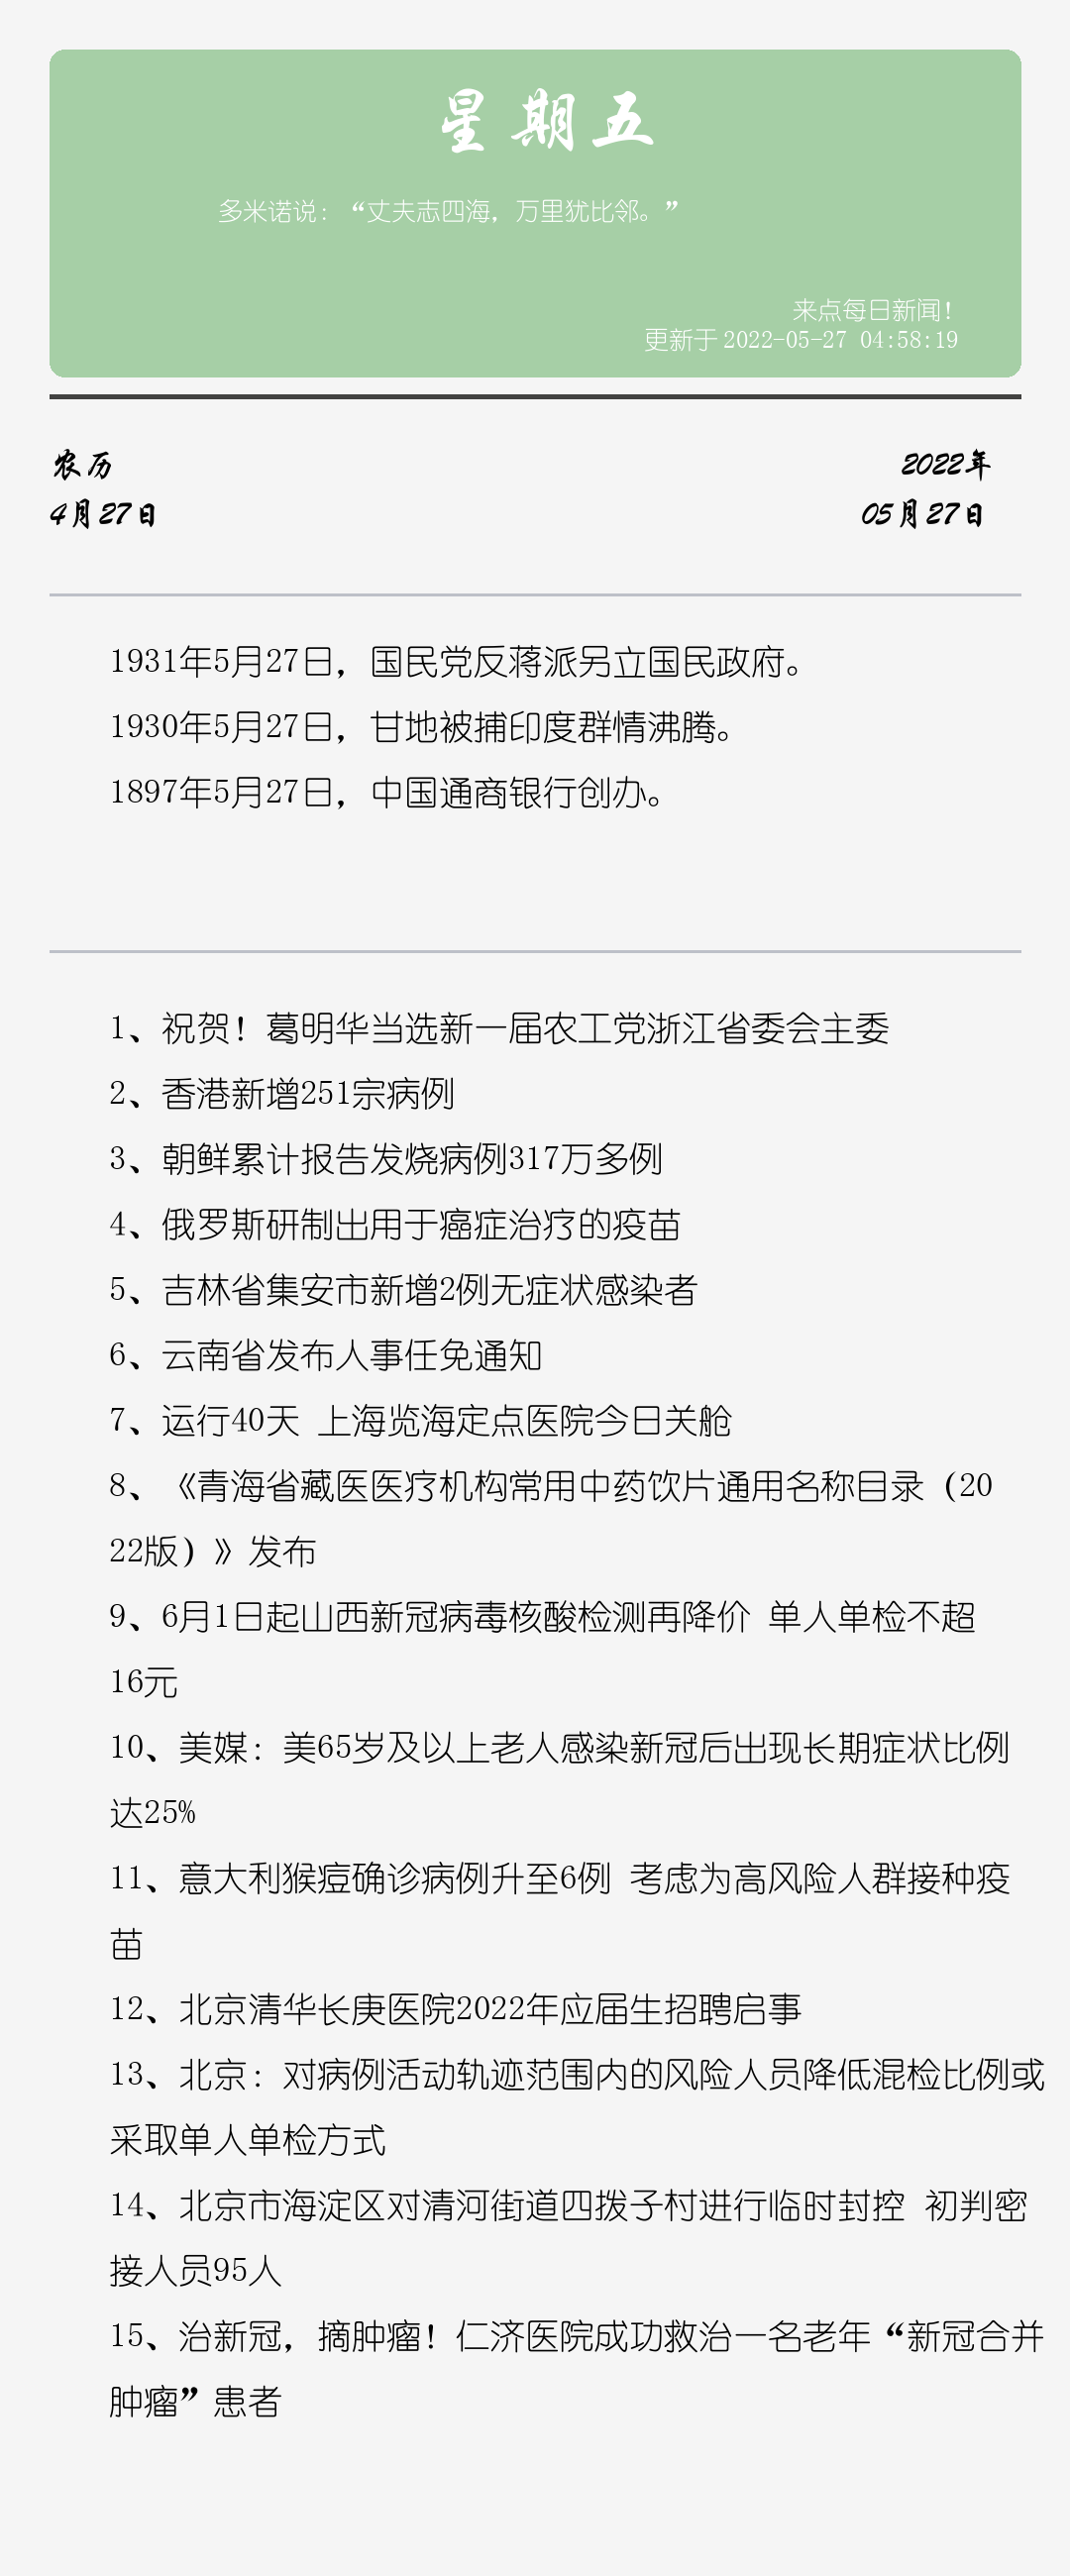 星期五
多米诺说：“丈夫志四海，万里犹比邻。”
来点每日新闻！
更新于 2022-05-27 04:58:19
农历
4月27日
2022年
05月27日
1931年5月27日，国民党反蒋派另立国民政府。
1930年5月27日，甘地被捕印度群情沸腾。
1897年5月27日，中国通商银行创办。
1、祝贺！葛明华当选新一届农工党浙江省委会主委
2、香港新增251宗病例
3、朝鲜累计报告发烧病例317万多例
4、俄罗斯研制出用于癌症治疗的疫苗
5、吉林省集安市新增2例无症状感染者
6、云南省发布人事任免通知
7、运行40天 上海览海定点医院今日关舱
8、《青海省藏医医疗机构常用中药饮片通用名称目录（20
22版）》发布
9、6月1日起山西新冠病毒核酸检测再降价 单人单检不超
16元
10、美媒：美65岁及以上老人感染新冠后出现长期症状比例
达25%
11、意大利猴痘确诊病例升至6例 考虑为高风险人群接种疫
苗
12、北京清华长庚医院2022年应届生招聘启事
13、北京：对病例活动轨迹范围内的风险人员降低混检比例或
采取单人单检方式
14、北京市海淀区对清河街道四拨子村进行临时封控 初判密
接人员95人
15、治新冠，摘肿瘤！仁济医院成功救治一名老年“新冠合并
肿瘤”患者